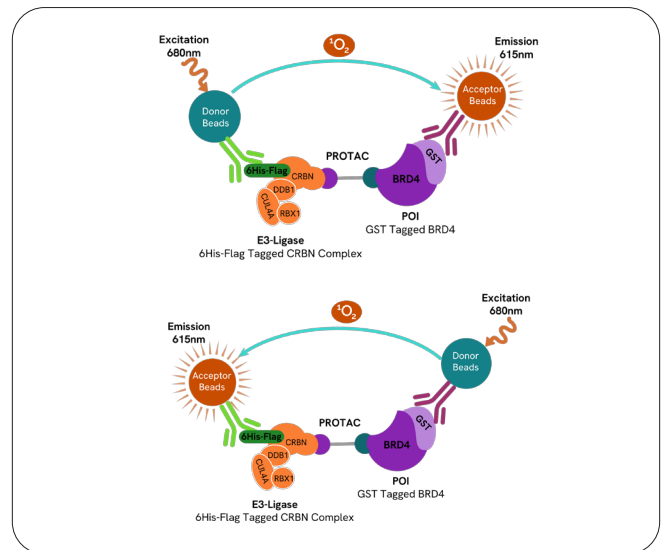 Excitation
680nm
¹O₂
Emission
615nm
Donor
Beads
Acceptor
Beads
6His-Flag
CRBN
DDB1
CUL4A
RBX1
PROTAC
GST
BRD4
E3-Ligase
6His-Flag Tagged CRBN Complex
POI
GST Tagged BRD4
Emission
615nm
¹O₂
Excitation
680nm
Acceptor
Beads
Donor
Beads
6His-Flag
CRBN
DDB1
CUL4A
RBX1
PROTAC
GST
BRD4
E3-Ligase
6His-Flag Tagged CRBN Complex
POI
GST Tagged BRD4